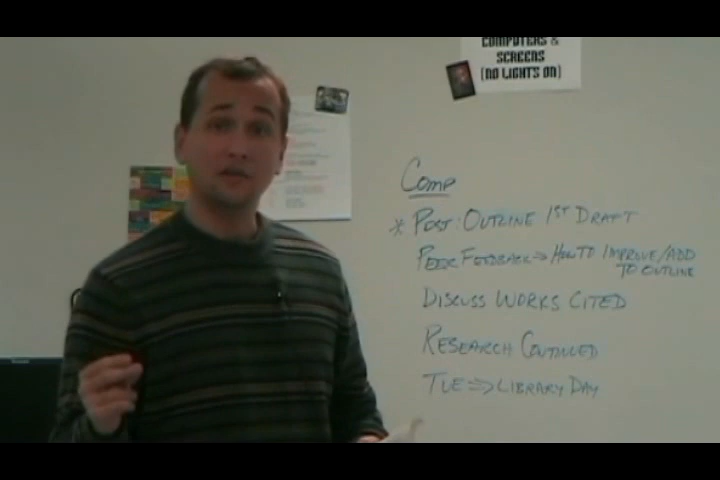 COMPUTERS &
SCREENS
(NO LIGHTS ON)
COMP
* POST: OUTLINE 1ST DRAFT
PEER FEEDBACK => HOW TO IMPROVE/ADD
TO OUTLINE
DISCUSS WORKS CITED
RESEARCH CONTINUED
TUE => LIBRARY DAY